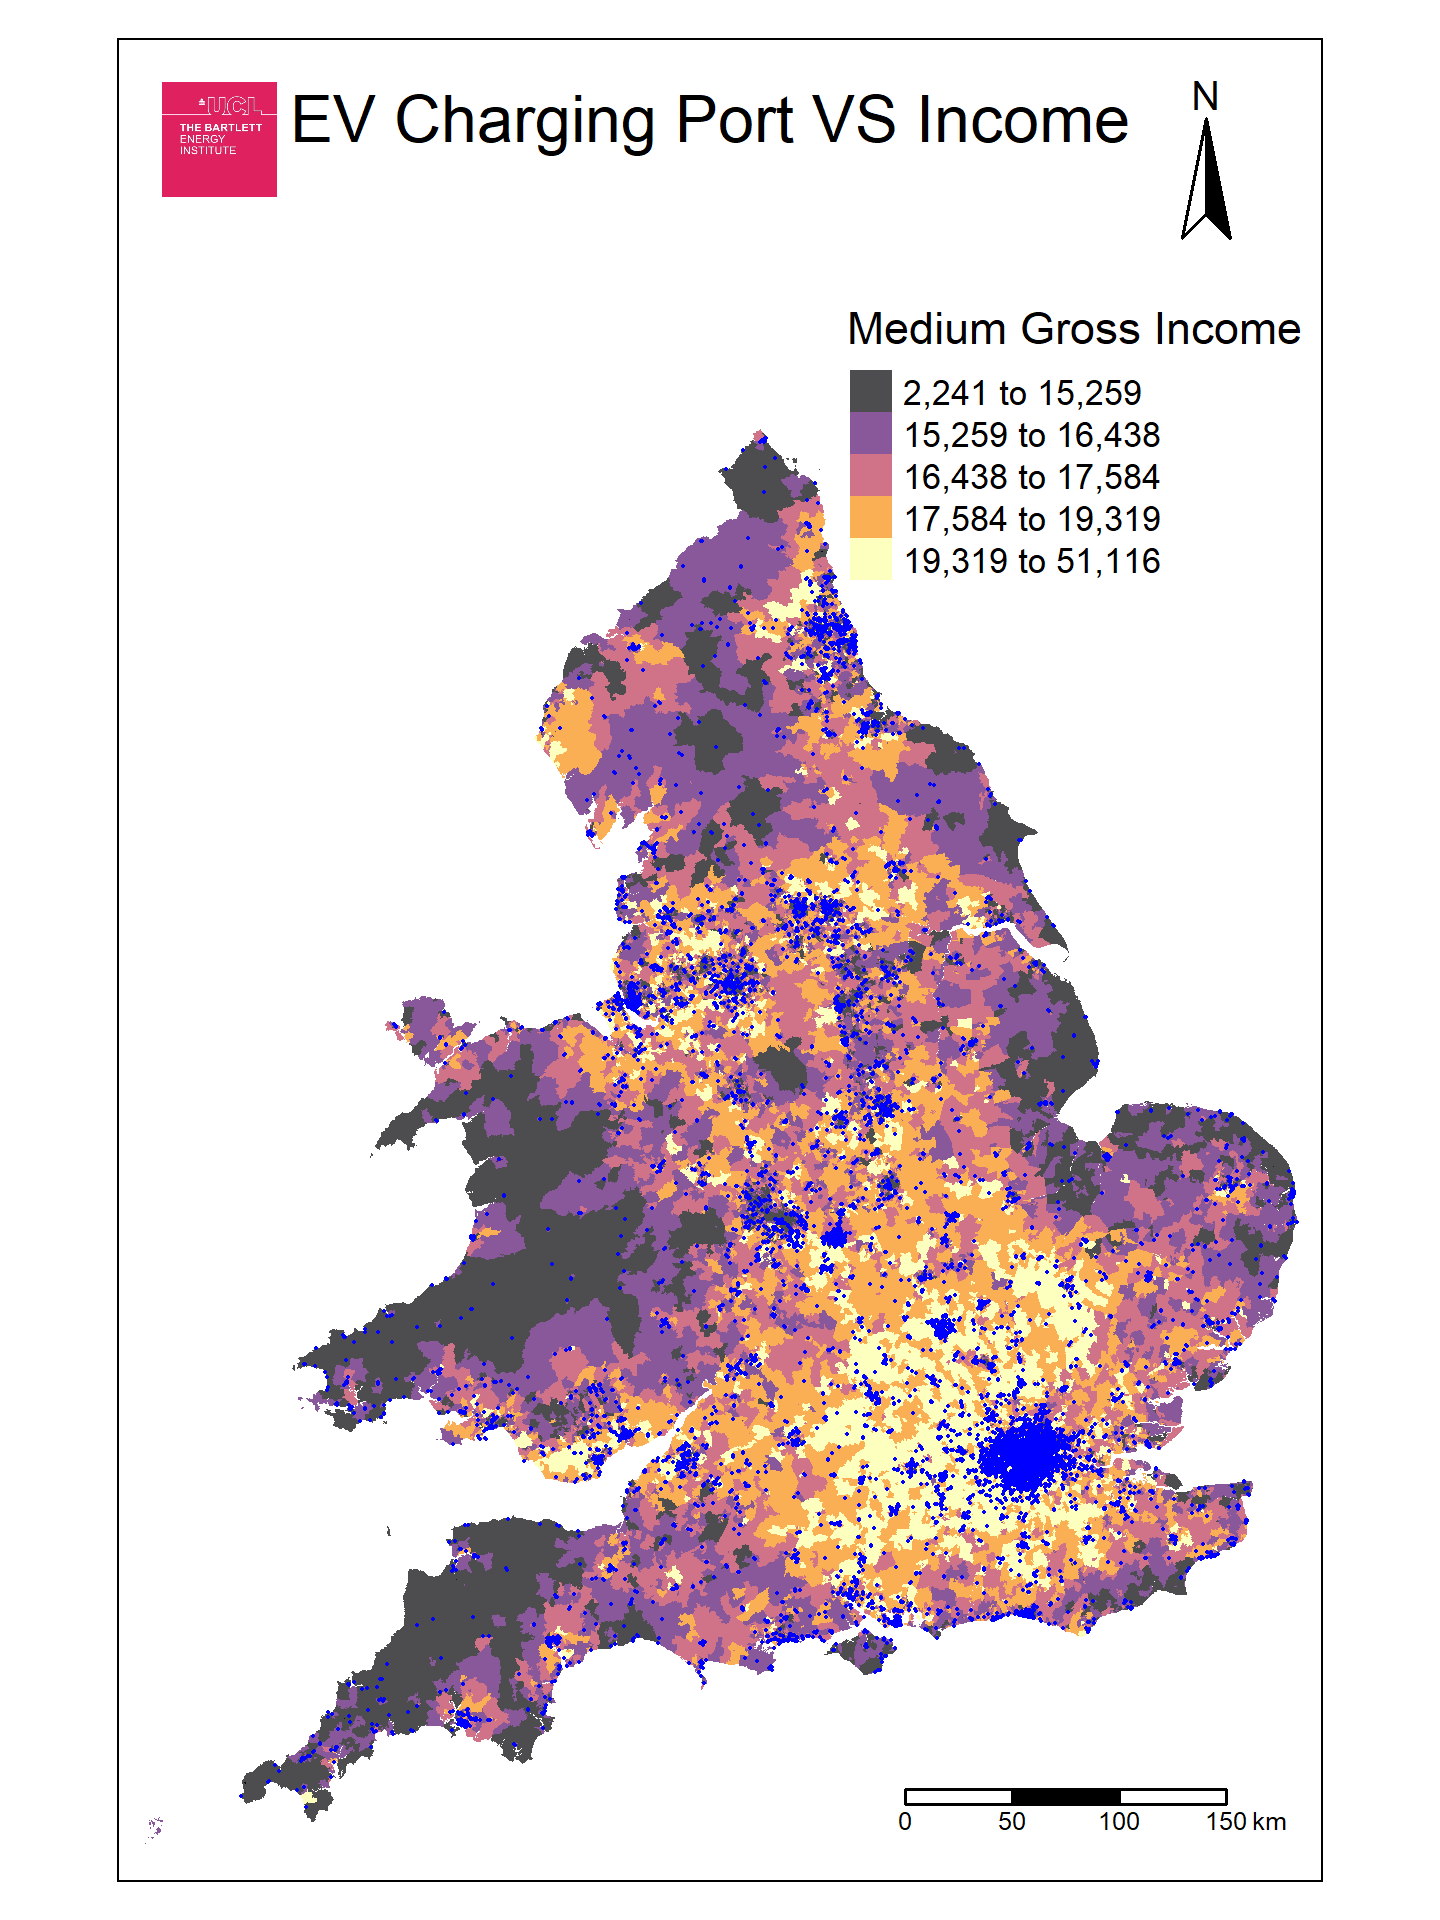 UCL
THE BARTLETT
ENERGY
INSTITUTE
EV Charging Port VS Income
N
Medium Gross Income
2,241 to 15,259
15,259 to 16,438
16,438 to 17,584
17,584 to 19,319
19,319 to 51,116
0 50 100 150 km